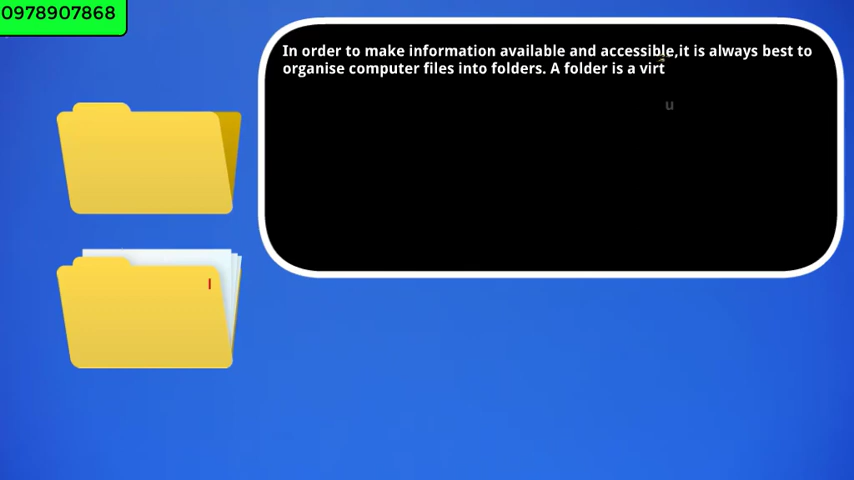 0978907868
In order to make information available and accessible,it is always best to
organise computer files into folders. A folder is a virt
u